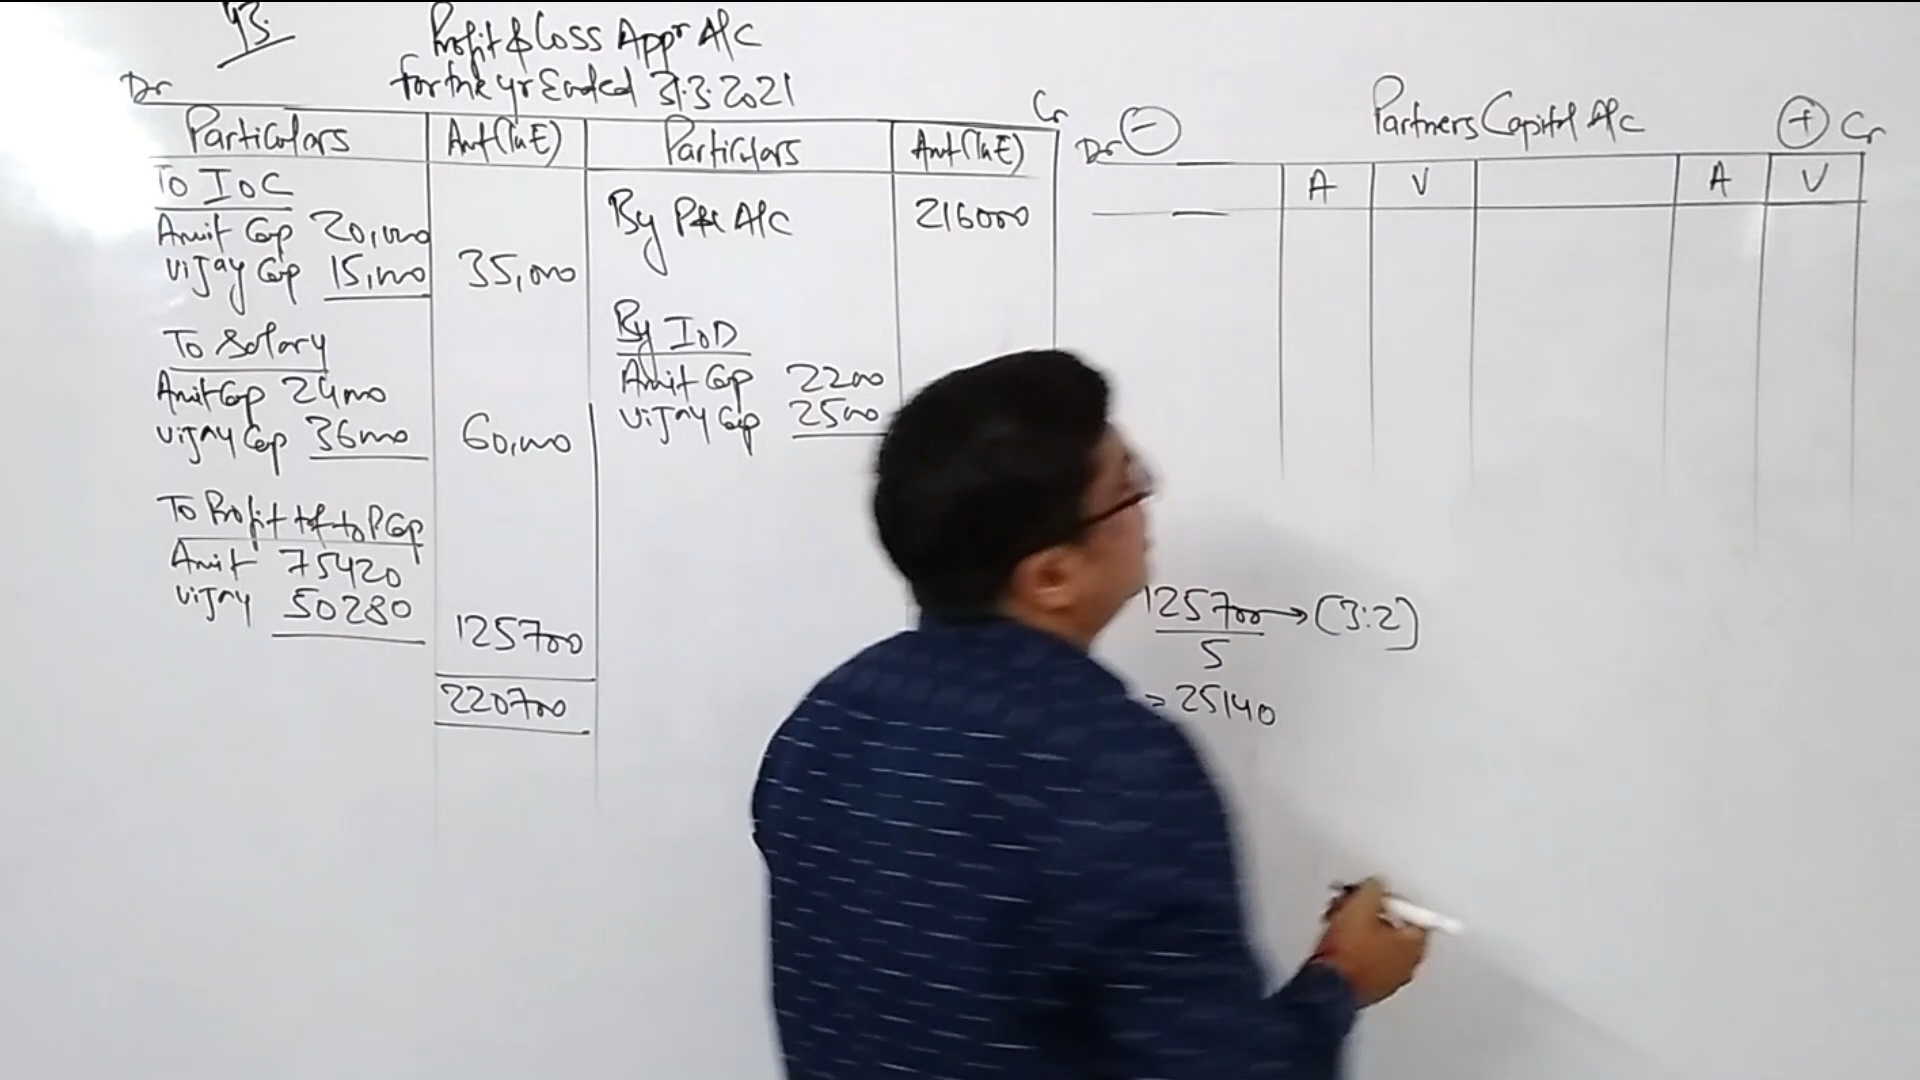 43.
Profit & Loss Appr A/c
for the yr Ended 31.3.2021
Dr
Cr
Particulars Amt(In ₹) Particulars Amt(In ₹)
To IOC
Amit Cap 20,000
Vijay Cap 15,000 35,000
To Salary
Amit Cap 24000
Vijay Cap 36000 60,000
To Profit trf to P Cap
Amit 75420
Vijay 50280 125700
220700
By P&L A/C 216000
By IOD
Amit Cap 2200
Vijay Cap 2500
Partners Capital A/c
Dr − + Cr
A V A V
125700 → (3:2)
5
= 25140